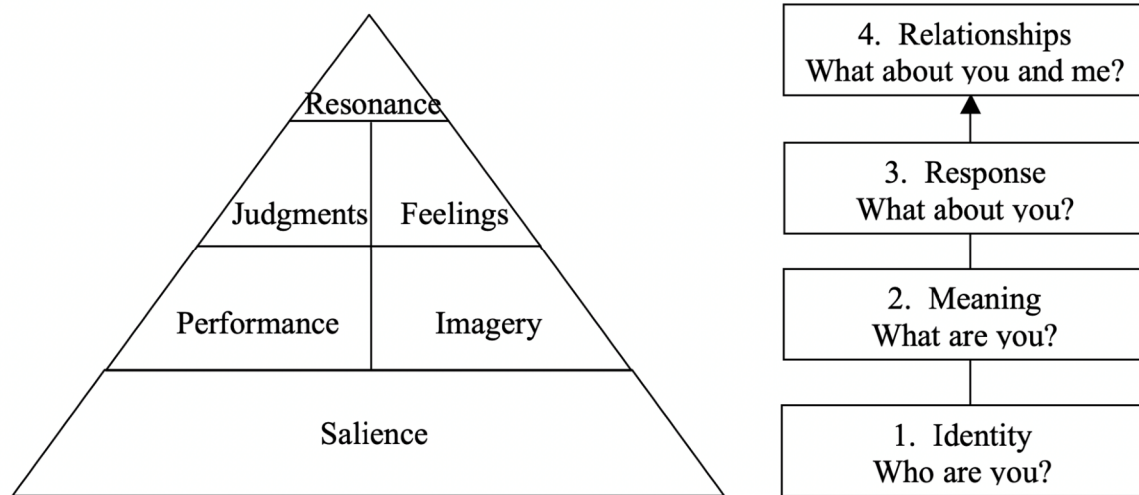 Resonance
Judgments
Feelings
Performance
Imagery
Salience
4. Relationships
What about you and me?
3. Response
What about you?
2. Meaning
What are you?
1. Identity
Who are you?